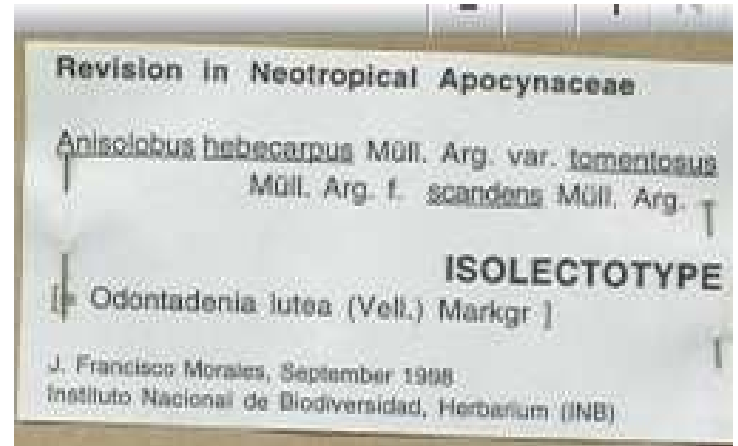 Revision in Neotropical Apocynaceae
Anisolobus hebecarpus Müll. Arg. var. tomentosus
Müll. Arg. f. scandens Müll. Arg.
ISOLECTOTYPE
[= Odontadenia lutea (Vell.) Markgr ]
J. Francisco Morales, September 1998
Instituto Nacional de Biodiversidad, Herbarium (INB)